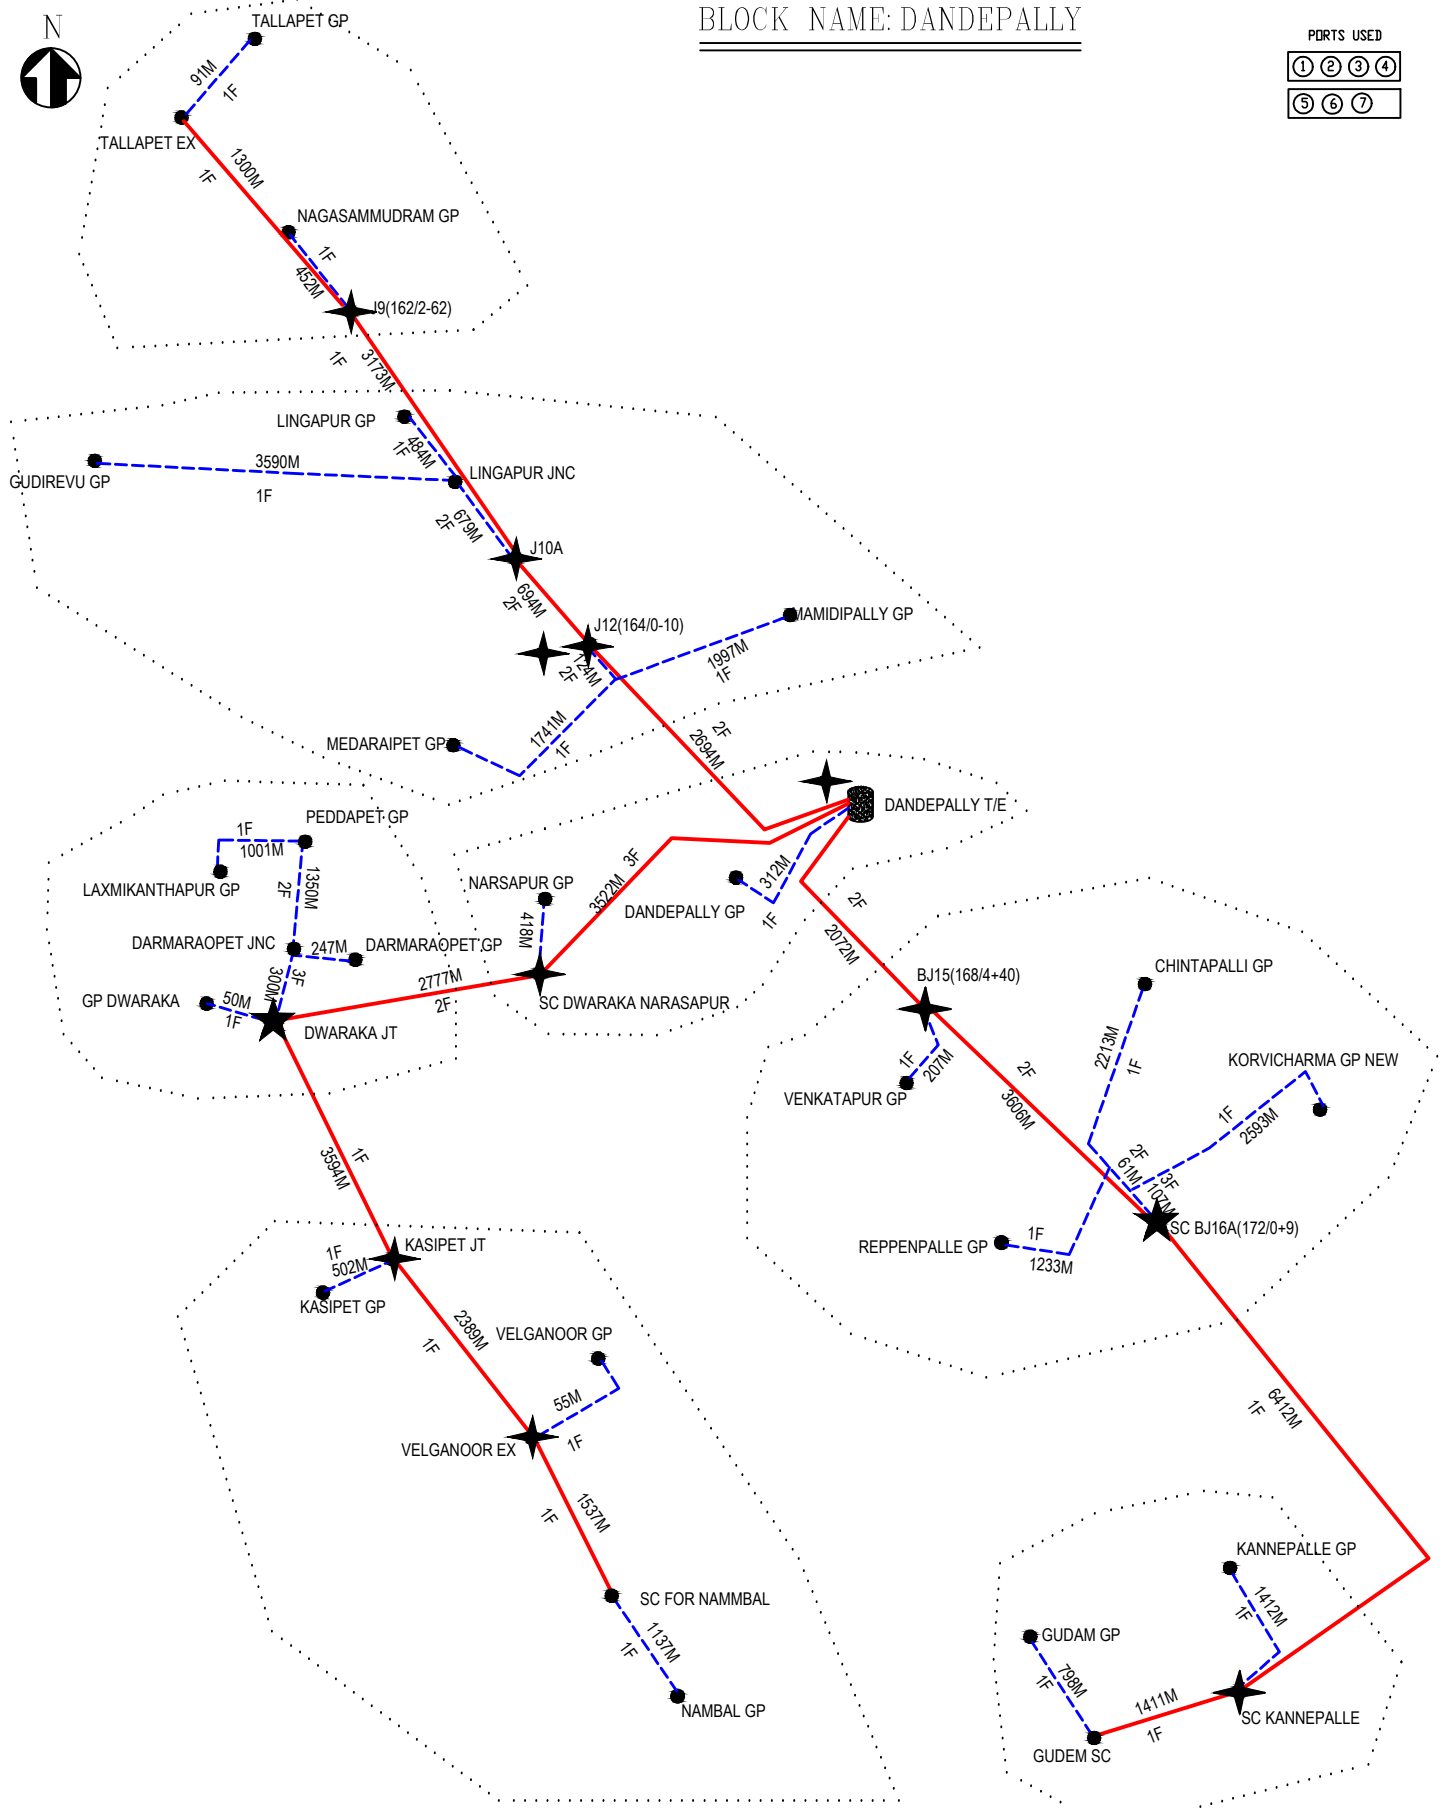 BLOCK NAME: DANDEPALLY
N
PORTS USED
1 2 3 4
5 6 7
TALLAPET GP
91M
1F
TALLAPET EX
1300M
1F
NAGASAMMUDRAM GP
1F
452M
J9(162/2-62)
1F
3173M
LINGAPUR GP
484M
1F
GUDIREVU GP
3590M
1F
LINGAPUR JNC
679M
2F
J10A
694M
2F
J12(164/0-10)
MAMIDIPALLY GP
1997M
1F
124M
2F
1741M
1F
MEDARAIPET GP
2F
2694M
DANDEPALLY T/E
PEDDAPET GP
1F
1001M
LAXMIKANTHAPUR GP
1350M
2F
DARMARAOPET JNC
247M
DARMARAOPET GP
300M
3F
GP DWARAKA
50M
1F
DWARAKA JT
2777M
2F
NARSAPUR GP
418M
SC DWARAKA NARASAPUR
3522M
3F
312M
1F
DANDEPALLY GP
2F
2072M
BJ15(168/4+40)
1F
207M
VENKATAPUR GP
2F
3606M
CHINTAPALLI GP
2213M
1F
KORVICHARMA GP NEW
1F
2593M
2F
61M
3F
107M
SC BJ16A(172/0+9)
REPPENPALLE GP
1F
1233M
3594M
1F
KASIPET JT
1F
502M
KASIPET GP
2389M
1F
VELGANOOR GP
55M
1F
VELGANOOR EX
1537M
1F
SC FOR NAMMBAL
1137M
1F
NAMBAL GP
6412M
1F
KANNEPALLE GP
1412M
1F
GUDAM GP
798M
1F
1411M
1F
SC KANNEPALLE
GUDEM SC